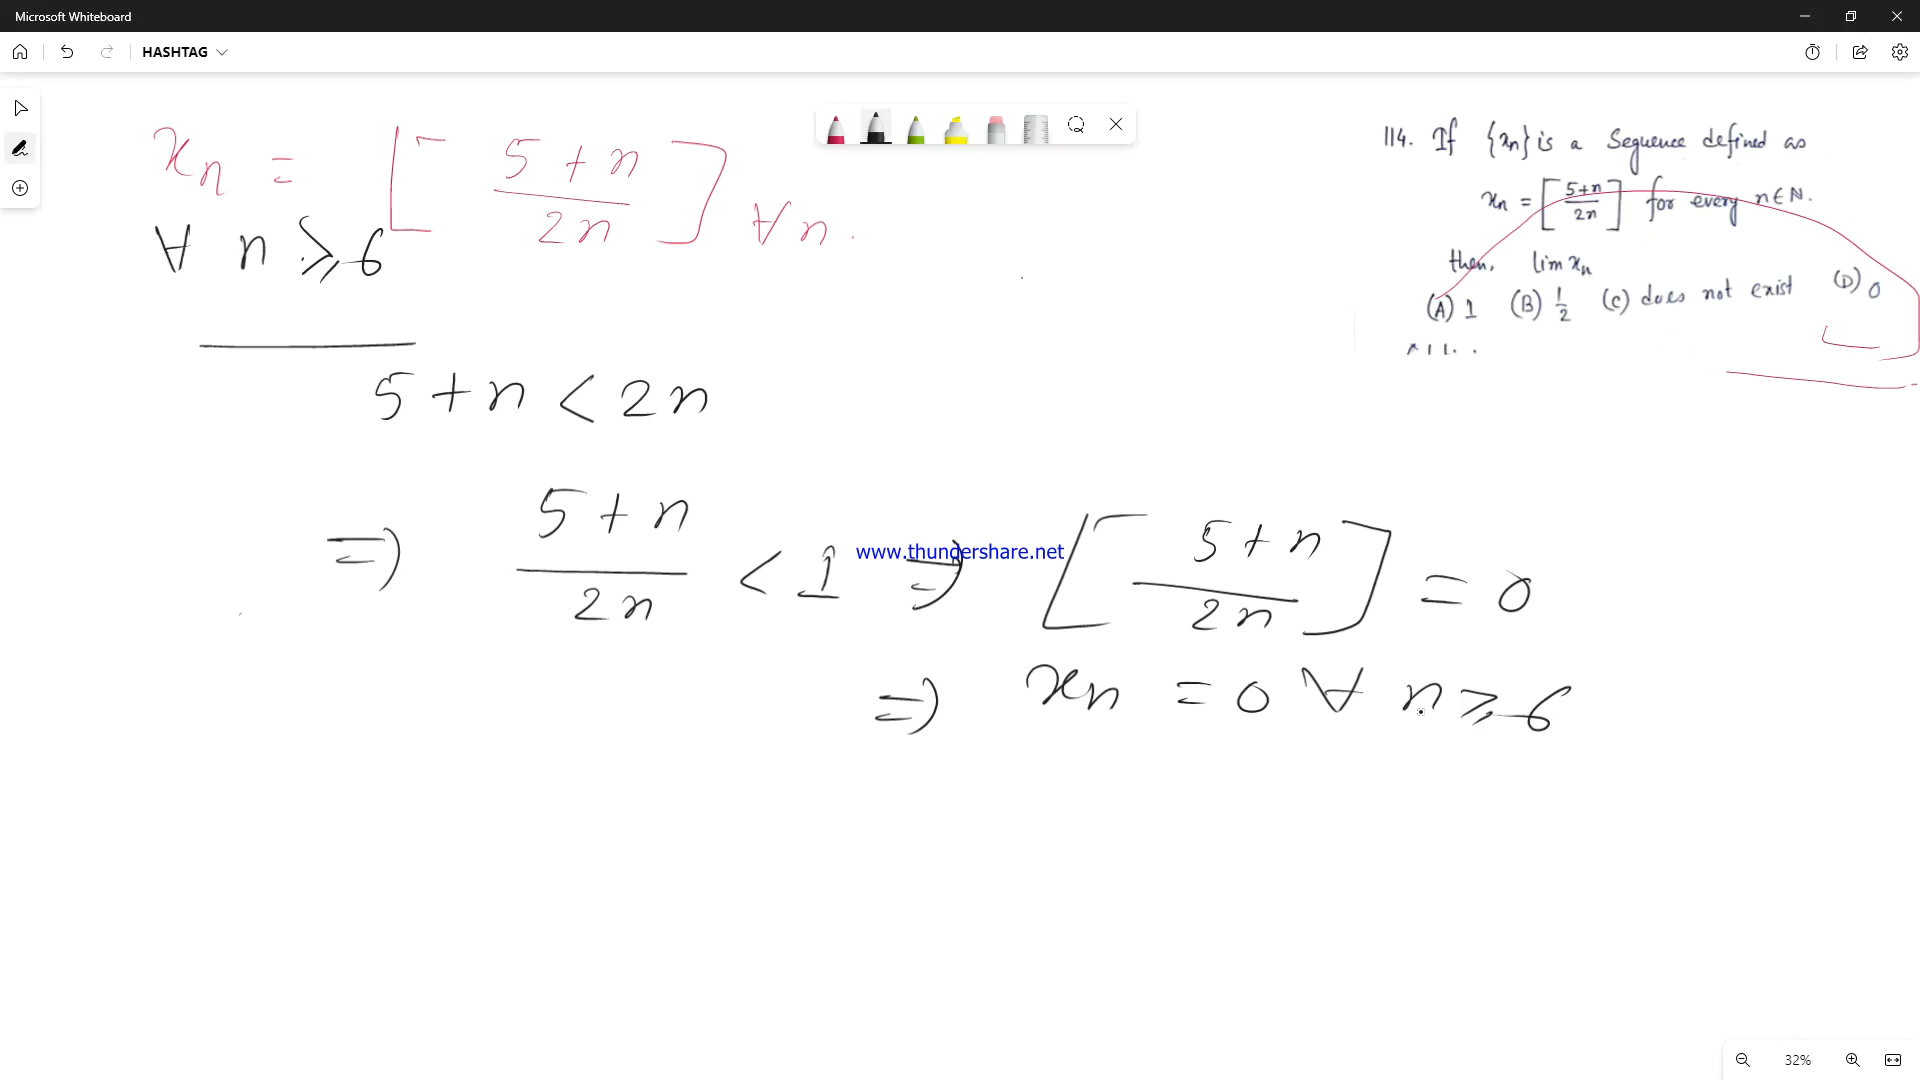 Microsoft Whiteboard
HASHTAG
xn = [ 5 + n / 2n ] ∀ n.
∀ n ≥ 6
5 + n < 2n
⇒ 5 + n / 2n < 1 ⇒ [ 5 + n / 2n ] = 0
www.thundershare.net
⇒ xn = 0 ∀ n ≥ 6
114. If {xn} is a Sequence defined as
xn = [ 5+n / 2n ] for every n ∈ N.
then, lim xn
(A) 1 (B) 1/2 (C) does not exist (D) 0
32%